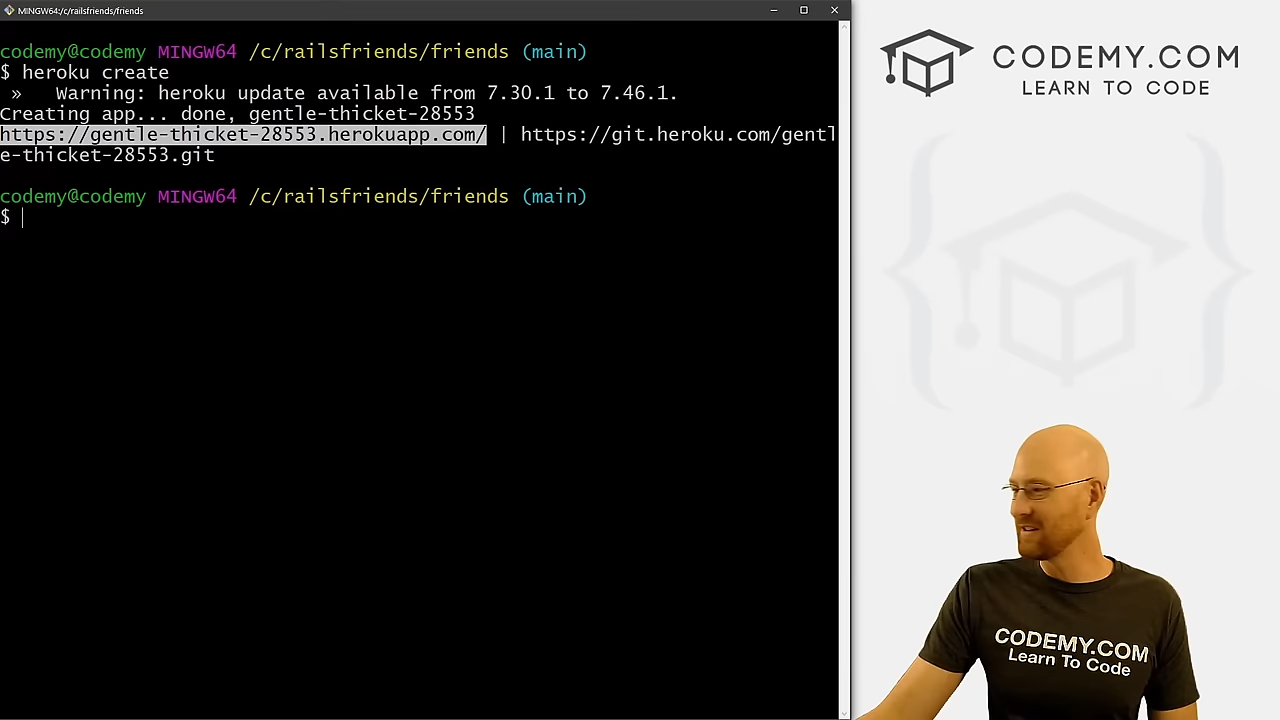 MINGW64:/c/railsfriends/friends
codemy@codemy MINGW64 /c/railsfriends/friends (main)
$ heroku create
»   Warning: heroku update available from 7.30.1 to 7.46.1.
Creating app... done, gentle-thicket-28553
https://gentle-thicket-28553.herokuapp.com/ | https://git.heroku.com/gentl
e-thicket-28553.git
codemy@codemy MINGW64 /c/railsfriends/friends (main)
$
CODEMY.COM
LEARN TO CODE
CODEMY.COM
Learn To Code